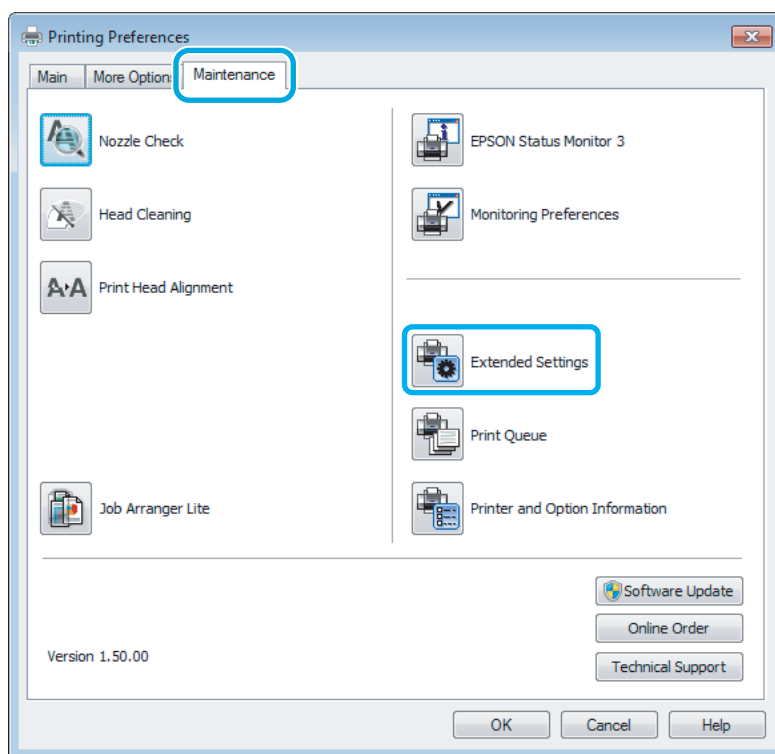 Printing Preferences
Main
More Options
Maintenance
Nozzle Check
Head Cleaning
A A Print Head Alignment
Job Arranger Lite
EPSON Status Monitor 3
Monitoring Preferences
Extended Settings
Print Queue
Printer and Option Information
Software Update
Online Order
Technical Support
Version 1.50.00
OK
Cancel
Help